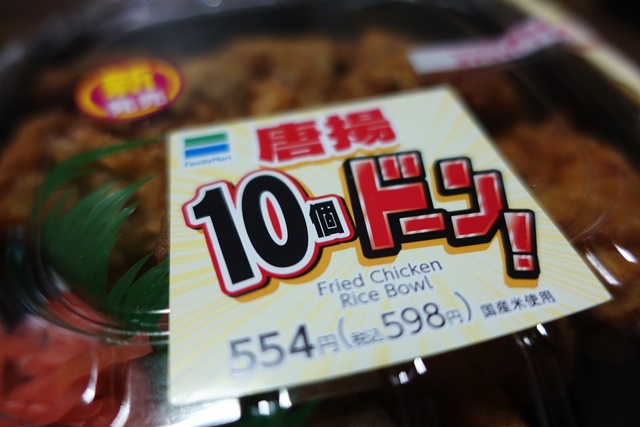 新
発売
FamilyMart
唐揚
10個ドーン!
Fried Chicken
Rice Bowl
554円(税込598円) 国産米使用